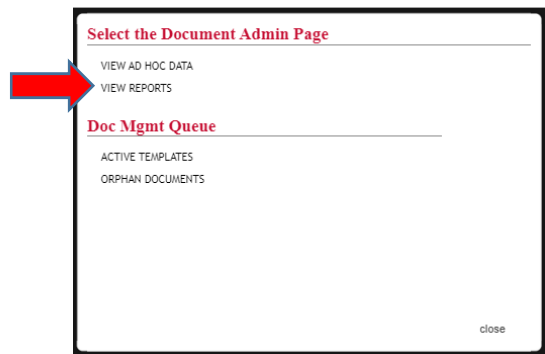 Select the Document Admin Page
VIEW AD HOC DATA
VIEW REPORTS
Doc Mgmt Queue
ACTIVE TEMPLATES
ORPHAN DOCUMENTS
close